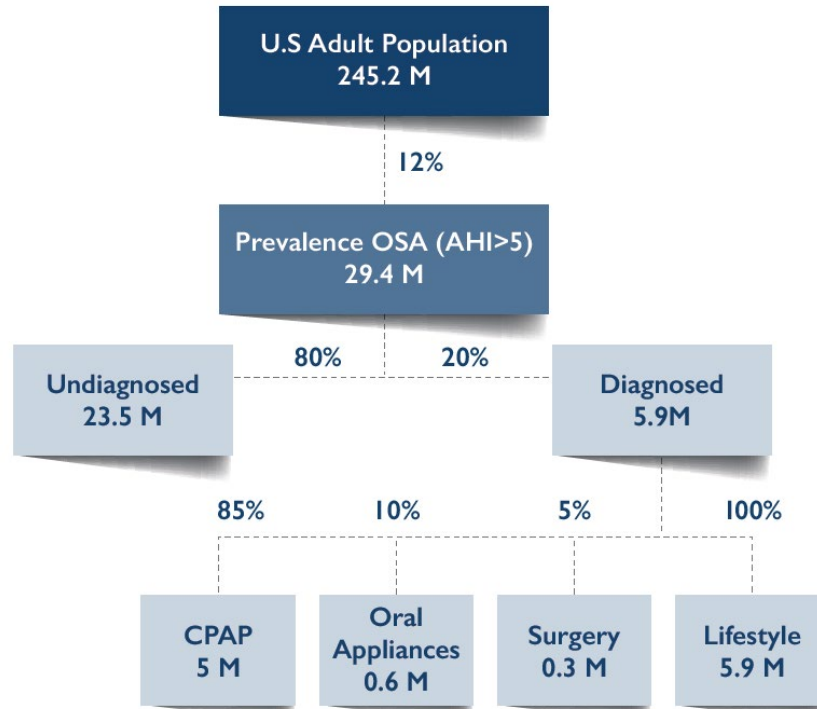 U.S Adult Population
245.2 M
12%
Prevalence OSA (AHI>5)
29.4 M
80%
20%
Undiagnosed
23.5 M
Diagnosed
5.9M
85%
10%
5%
100%
CPAP
5 M
Oral
Appliances
0.6 M
Surgery
0.3 M
Lifestyle
5.9 M